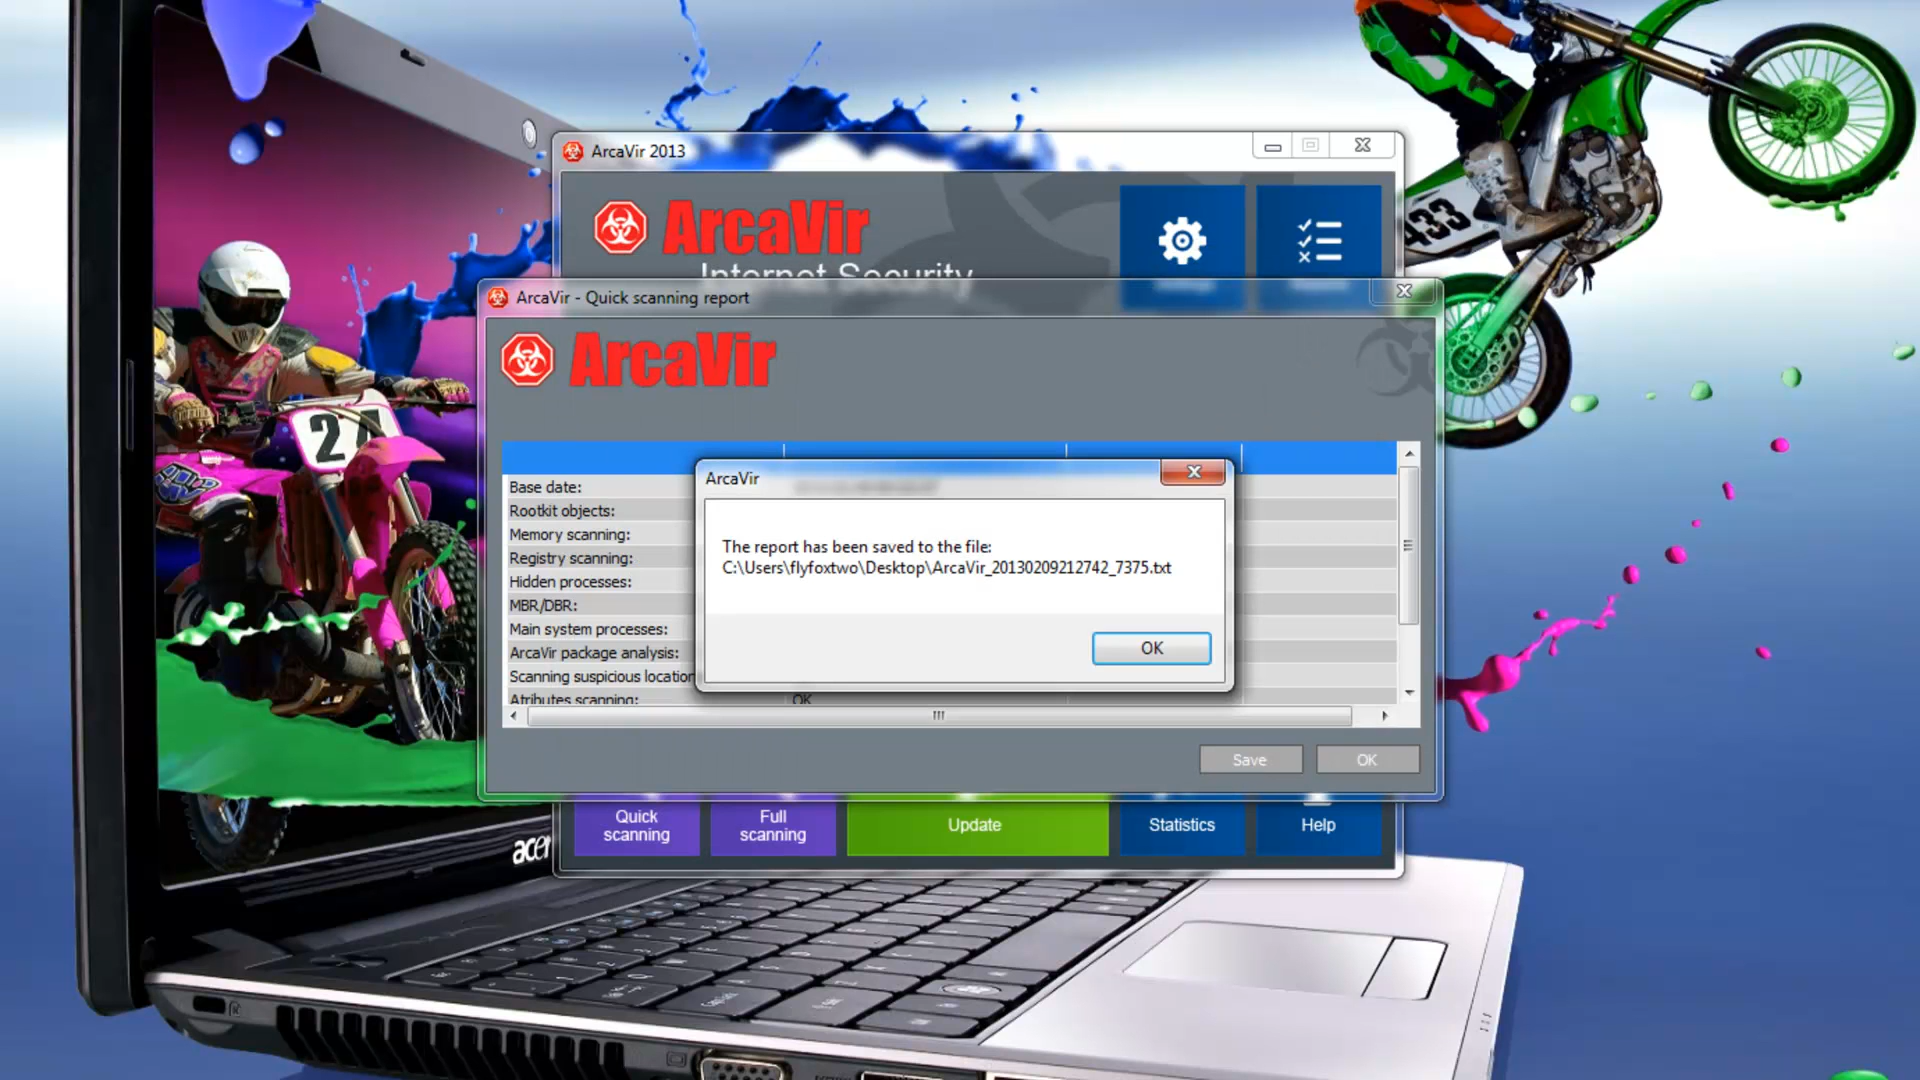 ArcaVir 2013
ArcaVir
Internet Security
ArcaVir - Quick scanning report
ArcaVir
ArcaVir
Base date:
Rootkit objects:
Memory scanning:
Registry scanning:
Hidden processes:
MBR/DBR:
Main system processes:
ArcaVir package analysis:
Scanning suspicious location
Atributes scanning: OK
The report has been saved to the file:
C:\Users\flyfoxtwo\Desktop\ArcaVir_20130209212742_7375.txt
OK
Save OK
Quick scanning
Full scanning
Update
Statistics
Help
433
acer